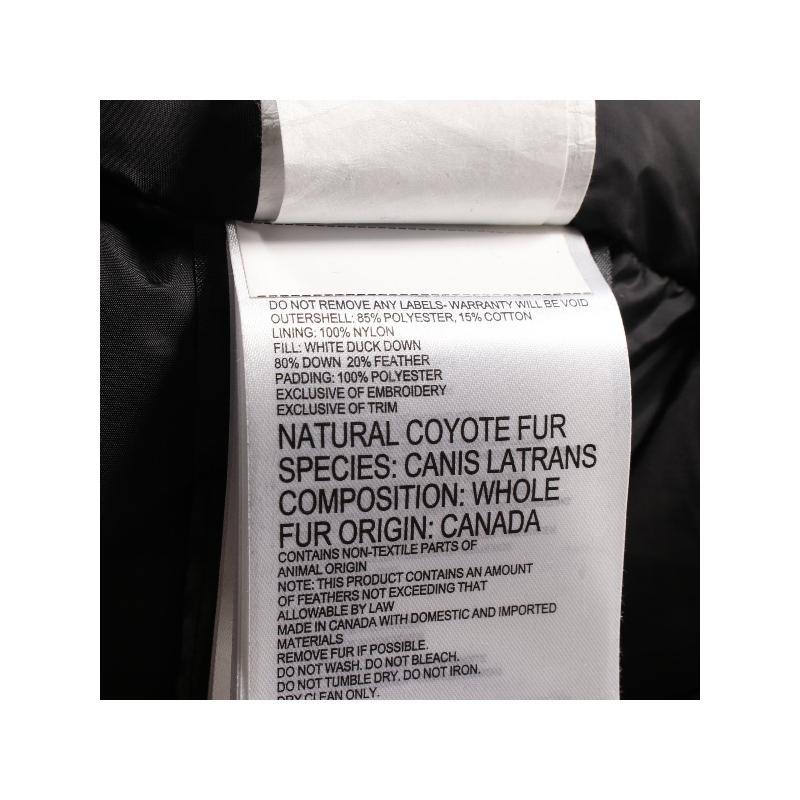 DO NOT REMOVE ANY LABELS- WARRANTY WILL BE VOID
OUTERSHELL: 85% POLYESTER, 15% COTTON
LINING: 100% NYLON
FILL: WHITE DUCK DOWN
80% DOWN 20% FEATHER
PADDING: 100% POLYESTER
EXCLUSIVE OF EMBROIDERY
EXCLUSIVE OF TRIM
NATURAL COYOTE FUR
SPECIES: CANIS LATRANS
COMPOSITION: WHOLE
FUR ORIGIN: CANADA
CONTAINS NON-TEXTILE PARTS OF
ANIMAL ORIGIN
NOTE: THIS PRODUCT CONTAINS AN AMOUNT
OF FEATHERS NOT EXCEEDING THAT
ALLOWABLE BY LAW
MADE IN CANADA WITH DOMESTIC AND IMPORTED
MATERIALS
REMOVE FUR IF POSSIBLE.
DO NOT WASH. DO NOT BLEACH.
DO NOT TUMBLE DRY. DO NOT IRON.
DRY CLEAN ONLY.